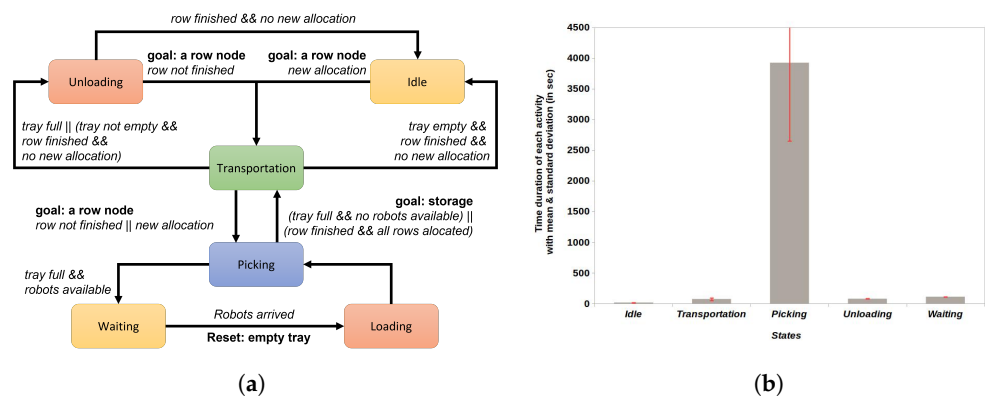 row finished && no new allocation
goal: a row node
row not finished
goal: a row node
new allocation
Unloading
Idle
tray full || (tray not empty &&
row finished &&
no new allocation)
tray empty &&
row finished &&
no new allocation
Transportation
goal: a row node
row not finished || new allocation
goal: storage
(tray full && no robots available) ||
(row finished && all rows alocated)
Picking
tray full &&
robots available
Waiting
Robots arrived
Reset: empty tray
Loading
(a)
Time duration of each activity
with mean & standard deviation (in sec)
4500
4000
3500
3000
2500
2000
1500
1000
500
0
Idle Transportation Picking Unloading Waiting
States
(b)